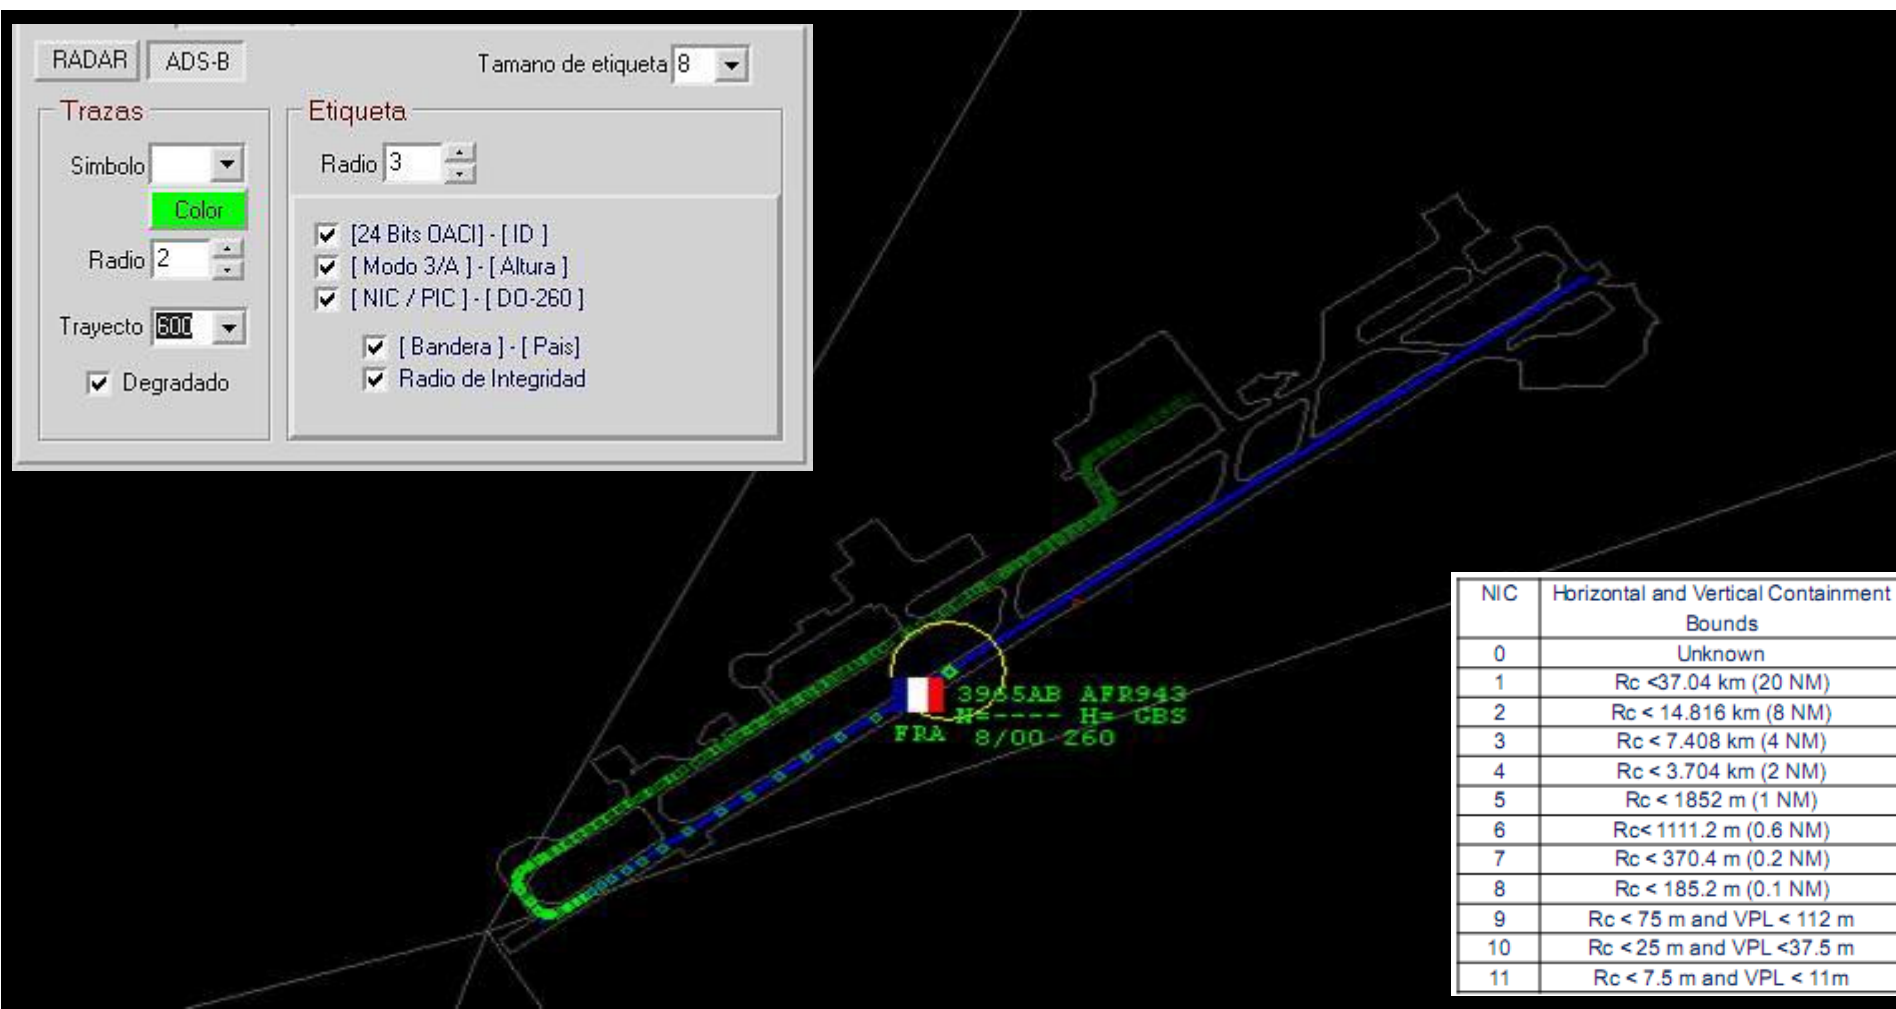 RADAR ADS-B Tamano de etiqueta 8
Trazas
Simbolo
Color
Radio 2
Trayecto 600
Degradado
Etiqueta
Radio 3
[24 Bits OACI] - [ ID ]
[ Modo 3/A ] - [ Altura ]
[ NIC / PIC ] - [ DO-260 ]
[ Bandera ] - [ Pais]
Radio de Integridad
3965AB AFR943
H= GBS
FRA 8/00 260
NIC Horizontal and Vertical Containment
Bounds
0 Unknown
1 Rc <37.04 km (20 NM)
2 Rc < 14.816 km (8 NM)
3 Rc < 7.408 km (4 NM)
4 Rc < 3.704 km (2 NM)
5 Rc < 1852 m (1 NM)
6 Rc< 1111.2 m (0.6 NM)
7 Rc < 370.4 m (0.2 NM)
8 Rc < 185.2 m (0.1 NM)
9 Rc < 75 m and VPL < 112 m
10 Rc < 25 m and VPL <37.5 m
11 Rc < 7.5 m and VPL < 11m